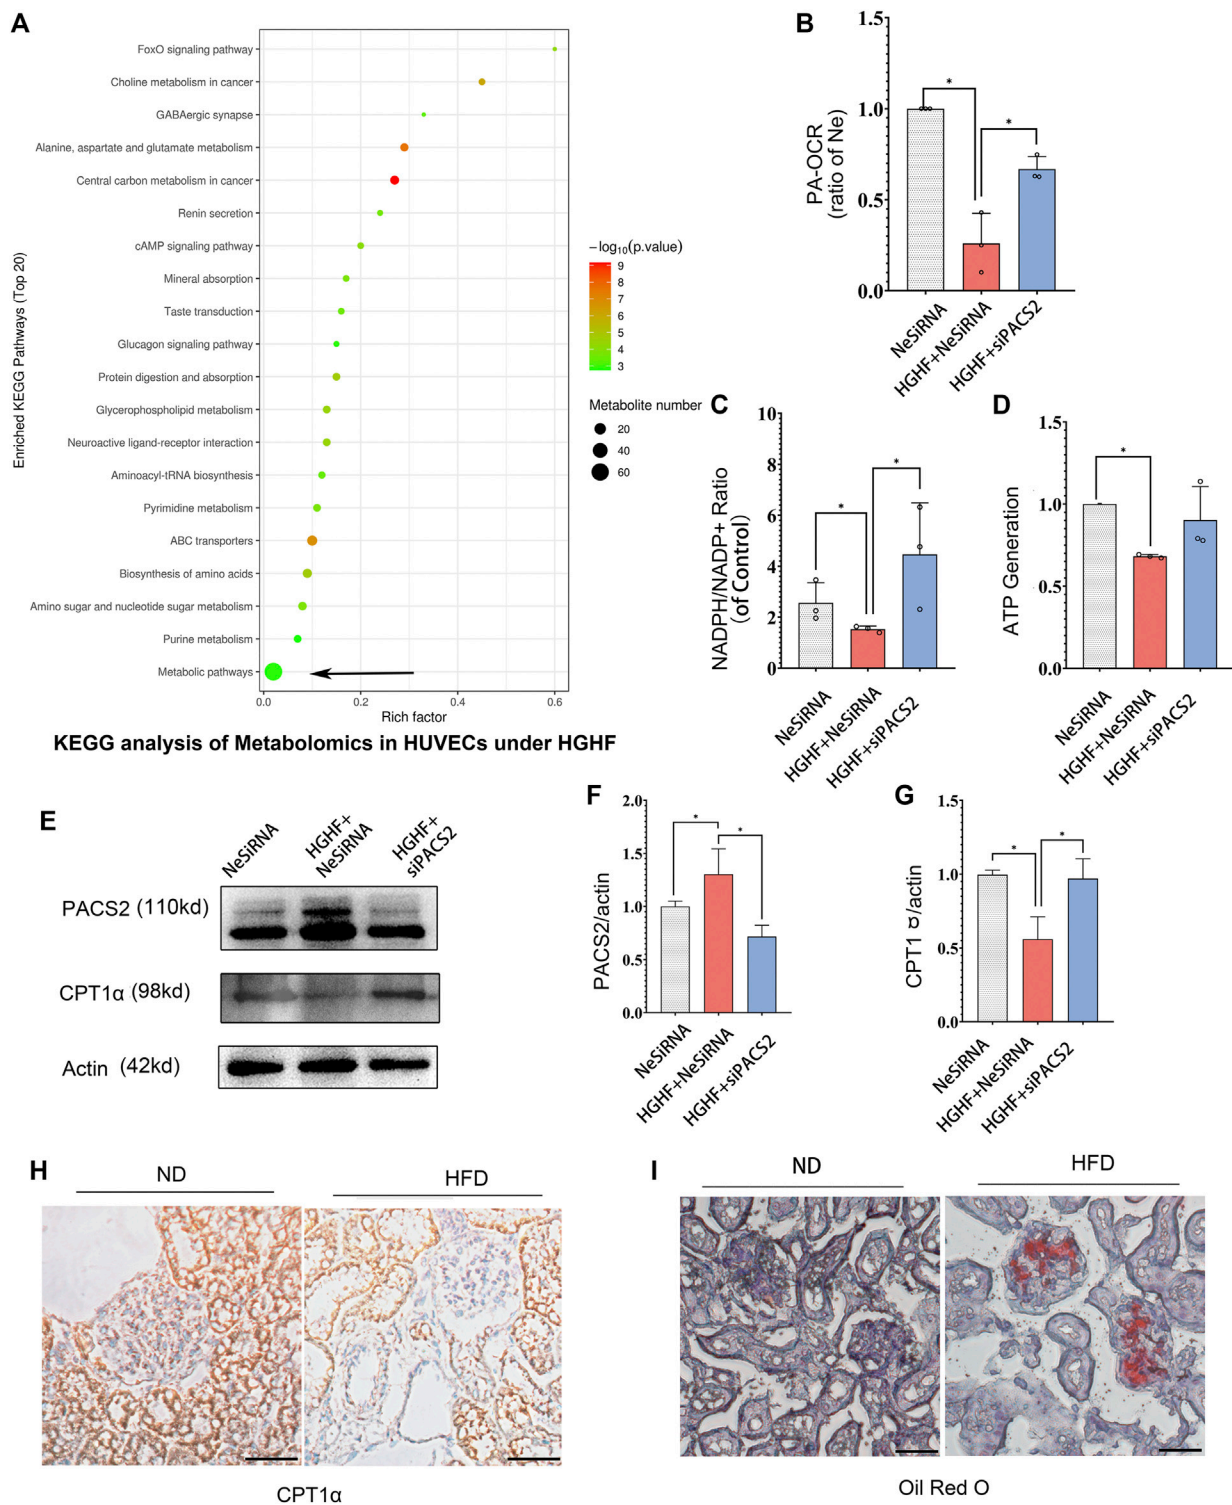 A
Enriched KEGG Pathways (Top 20)
FoxO signaling pathway
Choline metabolism in cancer
GABAergic synapse
Alanine, aspartate and glutamate metabolism
Central carbon metabolism in cancer
Renin secretion
cAMP signaling pathway
Mineral absorption
Taste transduction
Glucagon signaling pathway
Protein digestion and absorption
Glycerophospholipid metabolism
Neuroactive ligand-receptor interaction
Aminoacyl-tRNA biosynthesis
Pyrimidine metabolism
ABC transporters
Biosynthesis of amino acids
Amino sugar and nucleotide sugar metabolism
Purine metabolism
Metabolic pathways
0.0 0.2 0.4 0.6
Rich factor
−log10(p.value)
9
8
7
6
5
4
3
Metabolite number
20
40
60
KEGG analysis of Metabolomics in HUVECs under HGHF
B
PA-OCR
(ratio of Ne)
1.5
1.0
0.5
0.0
*
*
NeSiRNA
HGHF+NeSiRNA
HGHF+siPACS2
C
NADPH/NADP+ Ratio
(of Control)
10
8
6
4
2
0
*
*
NeSiRNA
HGHF+NeSiRNA
HGHF+siPACS2
D
ATP Generation
1.5
1.0
0.5
0.0
*
NeSiRNA
HGHF+NeSiRNA
HGHF+siPACS2
E
NeSiRNA
HGHF+
NeSiRNA
HGHF+
siPACS2
PACS2 (110kd)
CPT1α (98kd)
Actin (42kd)
F
PACS2/actin
2.0
1.5
1.0
0.5
0.0
*
*
NeSiRNA
HGHF+NeSiRNA
HGHF+siPACS2
G
CPT1 ȣ/actin
1.5
1.0
0.5
0.0
*
*
NeSiRNA
HGHF+NeSiRNA
HGHF+siPACS2
H
ND
HFD
CPT1α
I
ND
HFD
Oil Red O